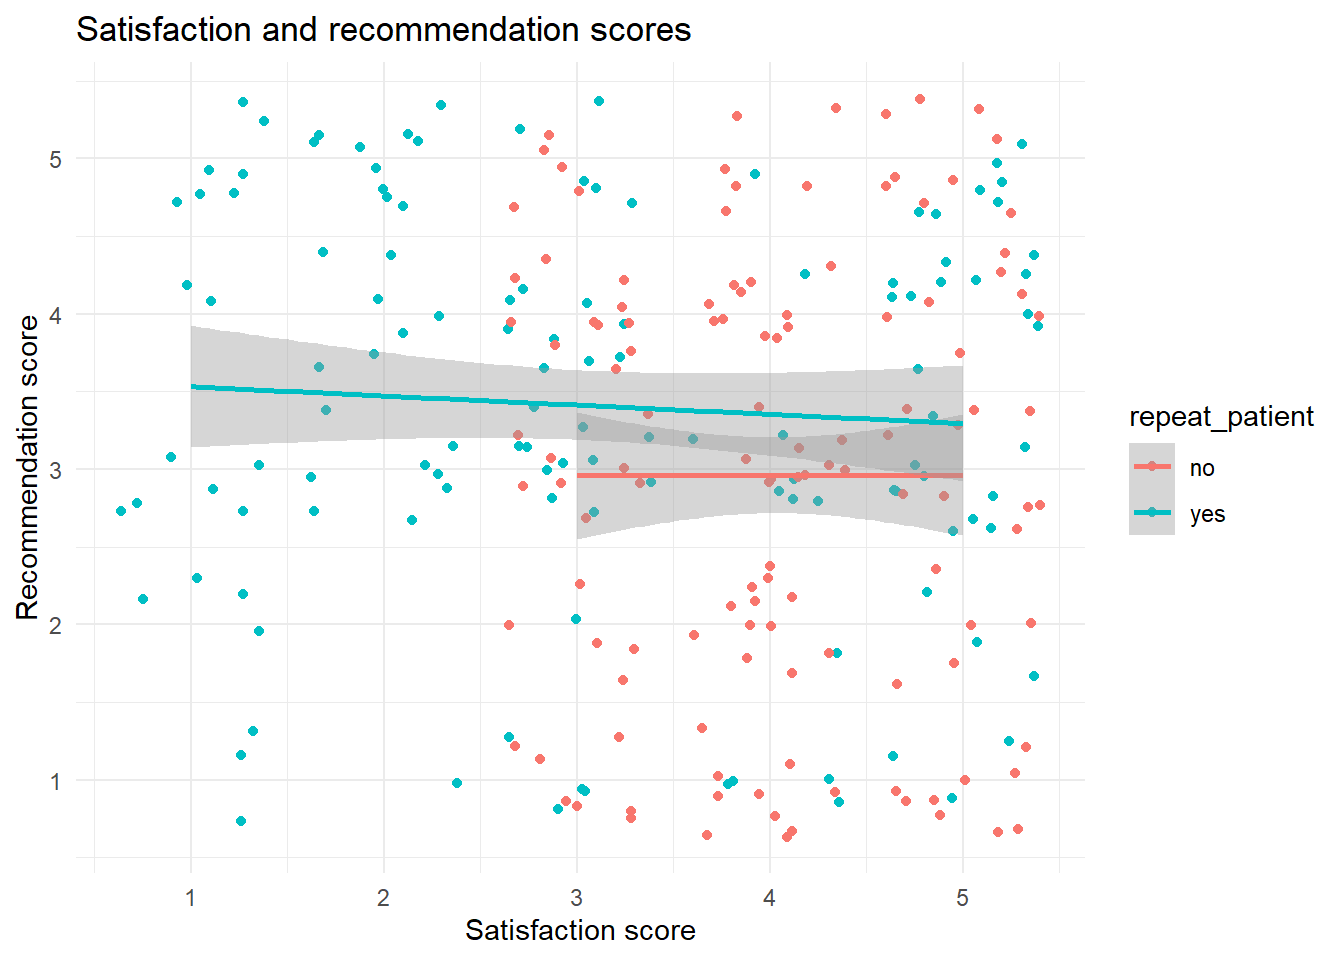 Satisfaction and recommendation scores
Recommendation score
5
4
3
2
1
1 2 3 4 5
Satisfaction score
repeat_patient
no
yes